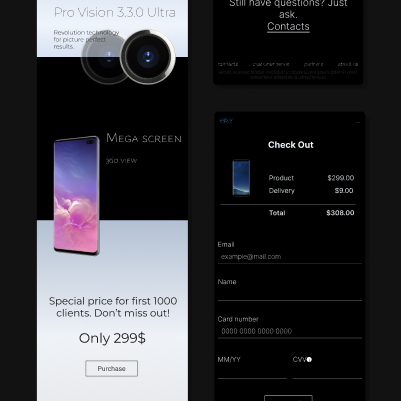 Pro Vision 3.3.0 Ultra
Revolution technology
for picture perfect
results.
Mega screen
360 view
Special price for first 1000
clients. Don't miss out!
Only 299$
Purchase
Still have questions? Just
ask.
Contacts
contacts customer service partners about us
Check Out
Product $299.00
Delivery $9.00
Total $308.00
Email
example@mail.com
Name
Card number
0000 0000 0000 0000
MM/YY CVV